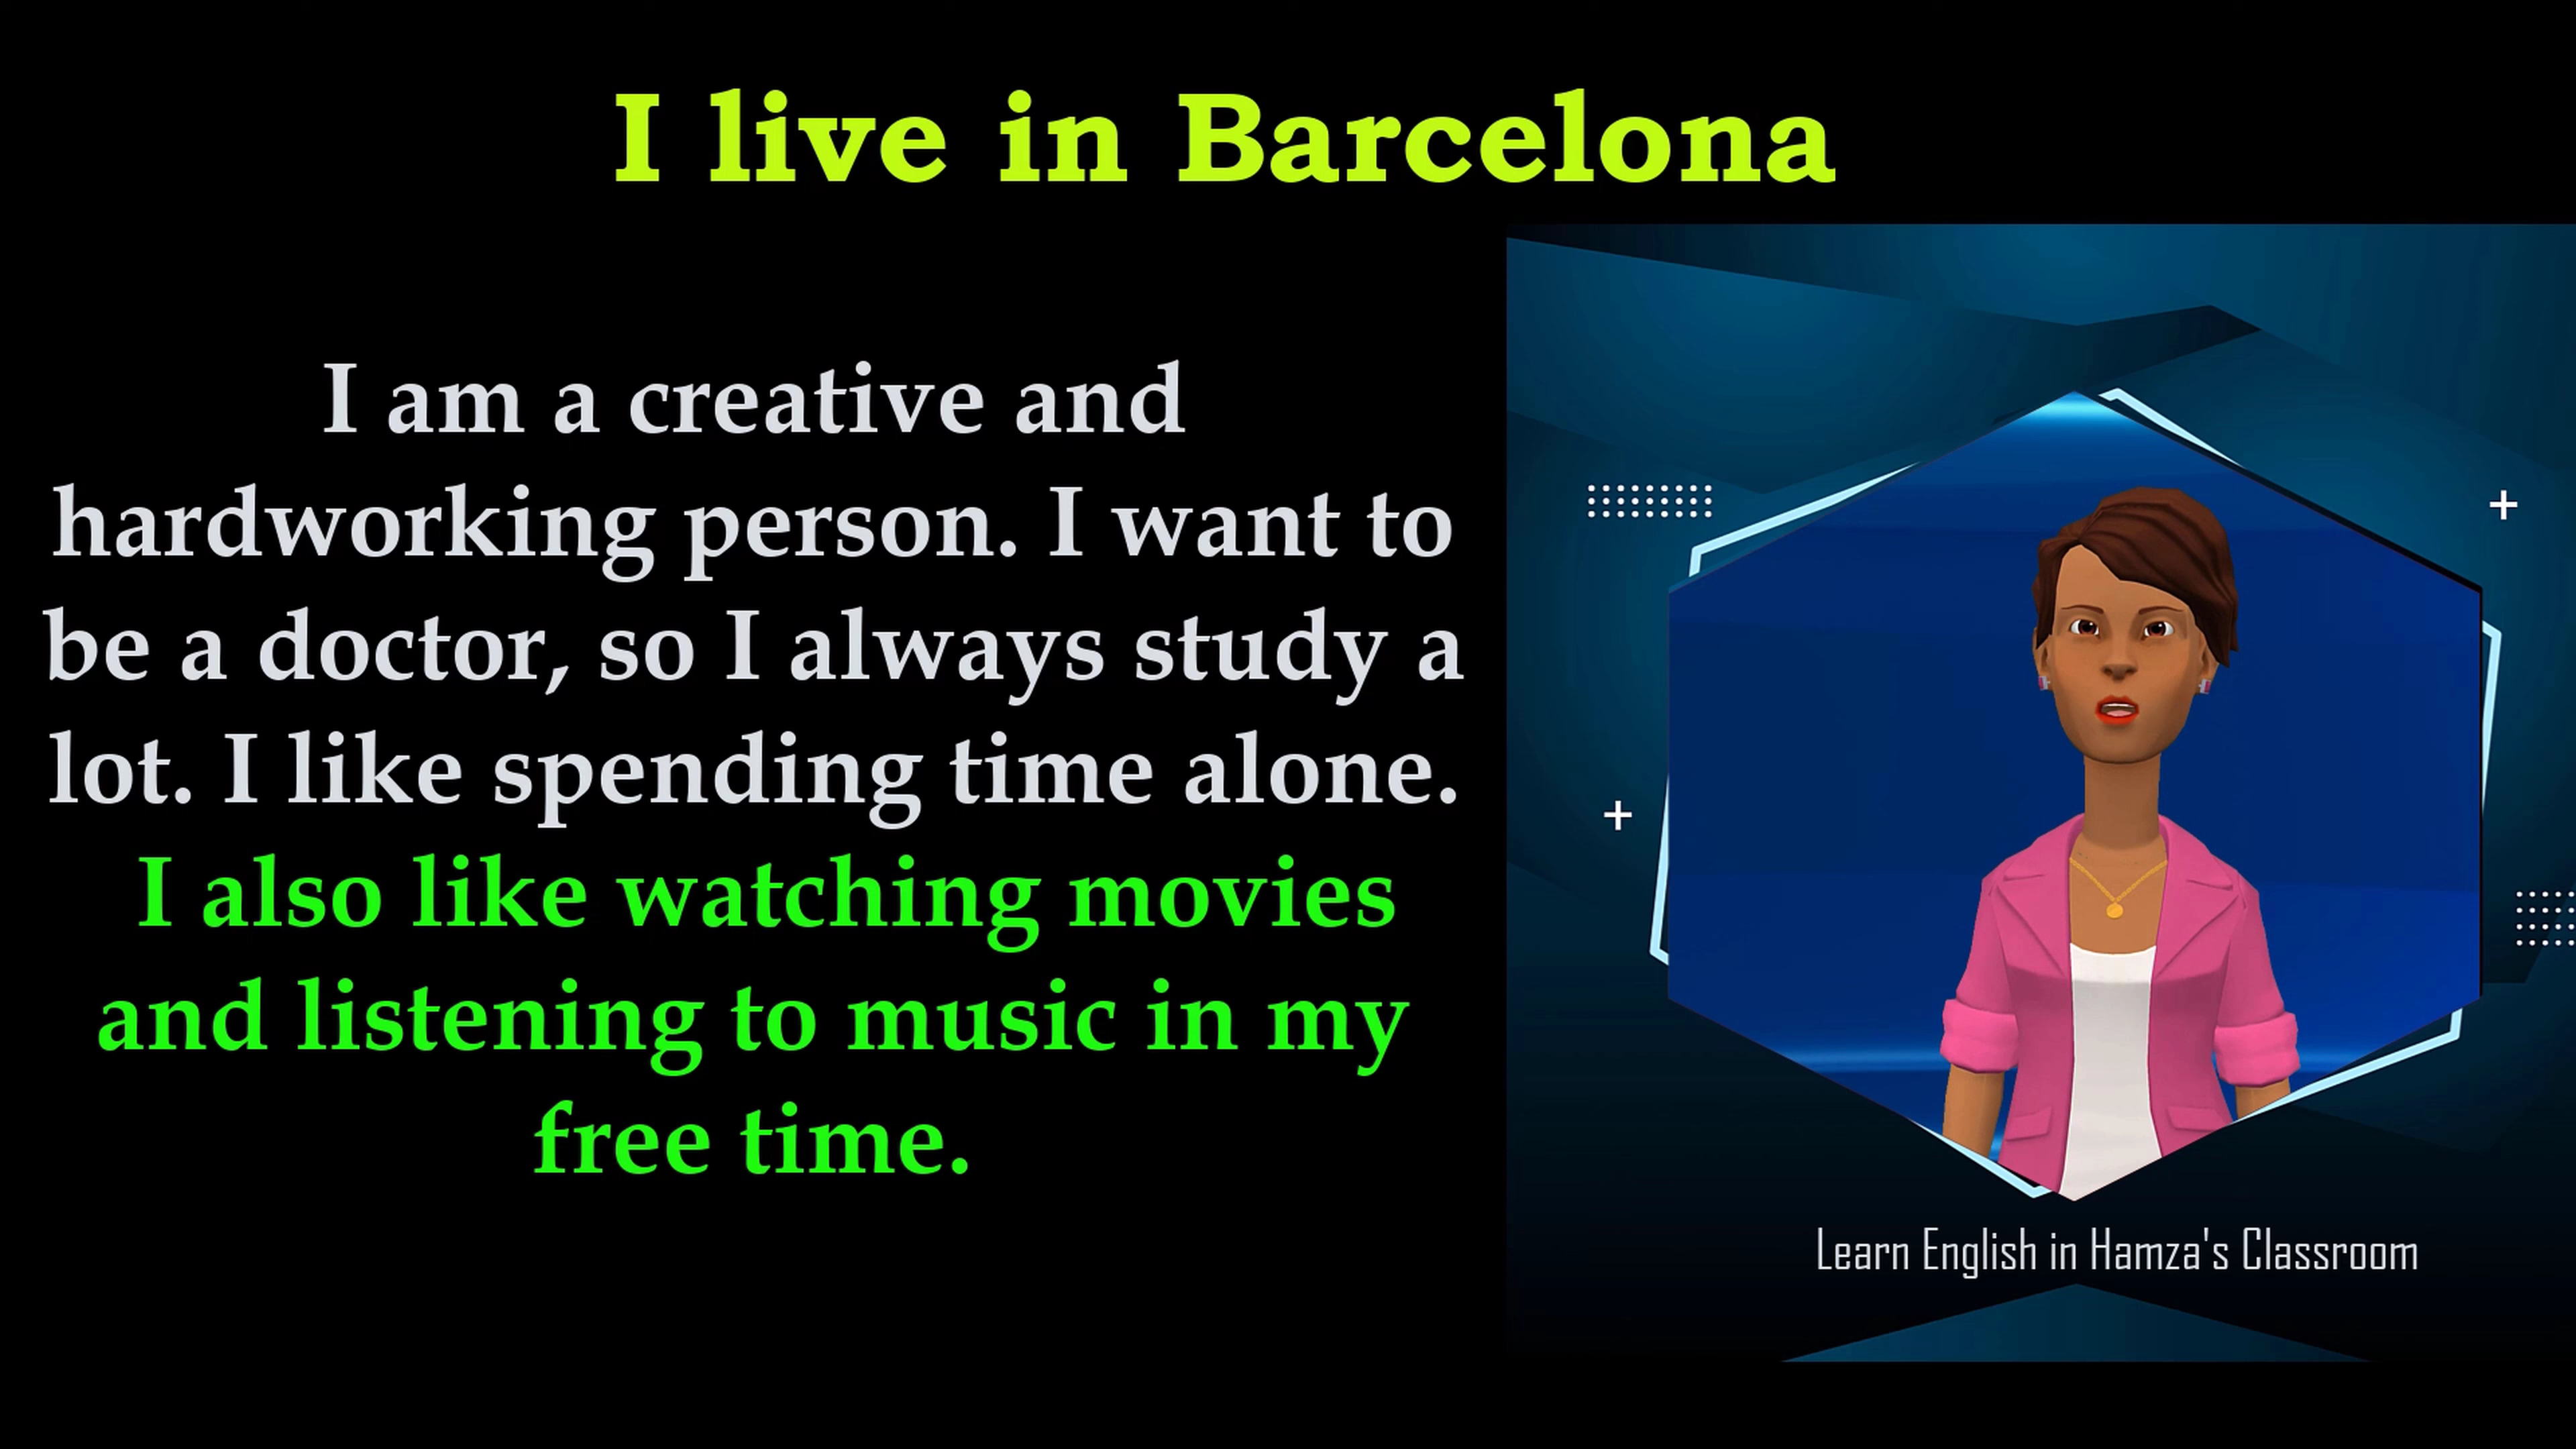 I live in Barcelona
I am a creative and
hardworking person. I want to
be a doctor, so I always study a
lot. I like spending time alone.
I also like watching movies
and listening to music in my
free time.
Learn English in Hamza's Classroom